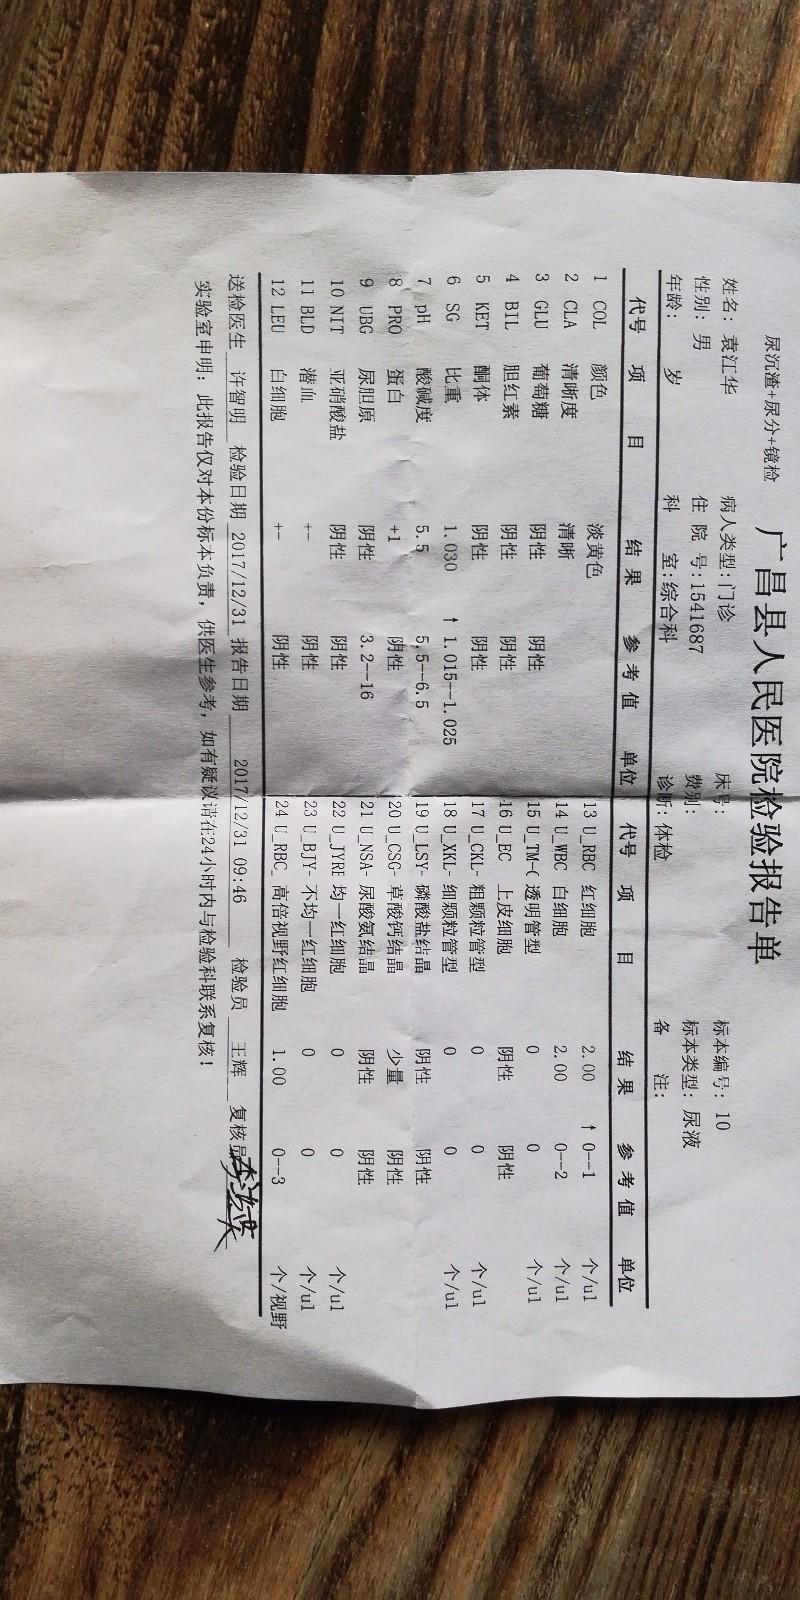 尿沉渣+尿分+镜检 广昌县人民医院检验报告单
姓名: 袁江华 病人类型: 门诊 床号: 标本编号: 10
性别: 男 住 院 号: 1541687 费别: 标本类型: 尿液
年龄: 岁 科 室: 综合科 诊断: 体检 备 注:
代号 项 目 结 果 参 考 值 单位 代号 项 目 结 果 参 考 值 单位
1 COL 颜色 淡黄色 13 U_RBC 红细胞 2.00 ↑ 0--1 个/ul
2 CLA 清晰度 清晰 14 U_WBC 白细胞 2.00 0--2 个/ul
3 GLU 葡萄糖 阴性 阴性 15 U_TM-( 透明管型 0 0 个/ul
4 BIL 胆红素 阴性 阴性 16 U_EC 上皮细胞 阴性 阴性
5 KET 酮体 阴性 阴性 17 U_CKL- 粗颗粒管型 0 0 个/ul
6 SG 比重 1.030 ↑ 1.015--1.025 18 U_XKL- 细颗粒管型 0 0 个/ul
7 pH 酸碱度 5.5 5.5--6.5 19 U_LSY- 磷酸盐结晶 阴性 阴性
8 PRO 蛋白 +1 阴性 20 U_CSG- 草酸钙结晶 少量 阴性
9 UBG 尿胆原 阴性 3.2--16 21 U_NSA- 尿酸氨结晶 阴性 阴性
10 NIT 亚硝酸盐 阴性 阴性 22 U_JYRE 均一红细胞 0 0 个/ul
11 BLD 潜血 +- 阴性 23 U_BJY- 不均一红细胞 0 0 个/ul
12 LEU 白细胞 +- 阴性 24 U_RBC_ 高倍视野红细胞 1.00 0--3 个/视野
送检医生 许智明 检验日期 2017/12/31 报告日期 2017/12/31 09:46 检验员 王辉 复核员
实验室申明: 此报告仅对本份标本负责, 供医生参考, 如有疑议请在24小时内与检验科联系复核!